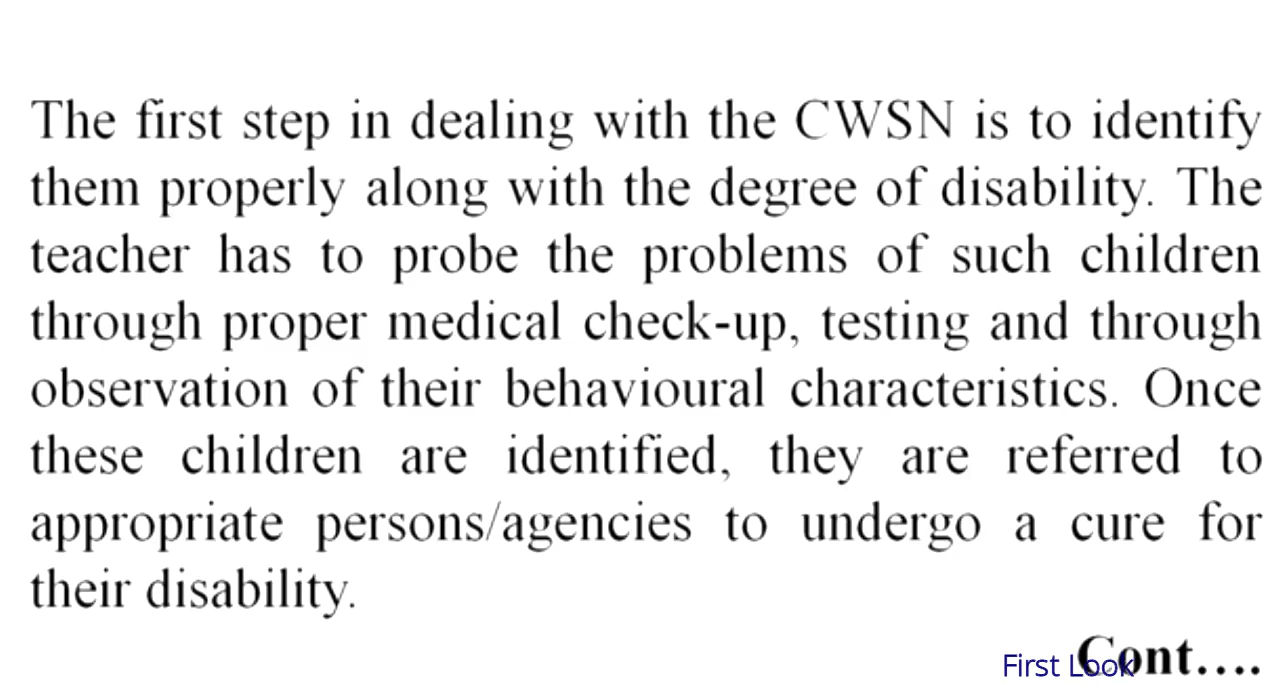 The first step in dealing with the CWSN is to identify
them properly along with the degree of disability. The
teacher has to probe the problems of such children
through proper medical check-up, testing and through
observation of their behavioural characteristics. Once
these children are identified, they are referred to
appropriate persons/agencies to undergo a cure for
their disability.
Cont....
First Look